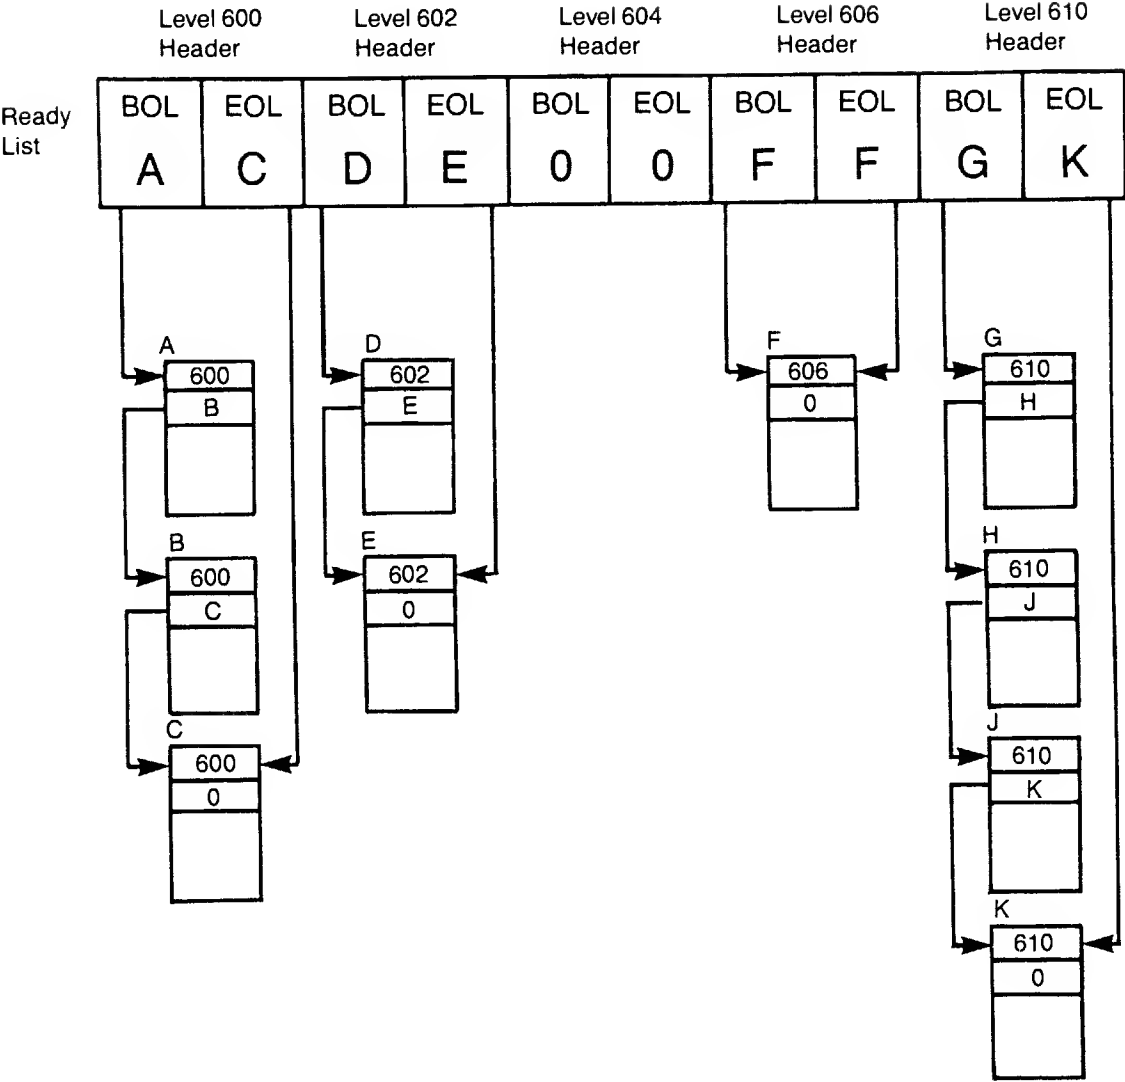 Level 600 Header
Level 602 Header
Level 604 Header
Level 606 Header
Level 610 Header
Ready List
BOL EOL BOL EOL BOL EOL BOL EOL BOL EOL
A C D E 0 0 F F G K
A
600
B
B
600
C
C
600
0
D
602
E
E
602
0
F
606
0
G
610
H
H
610
J
J
610
K
K
610
0